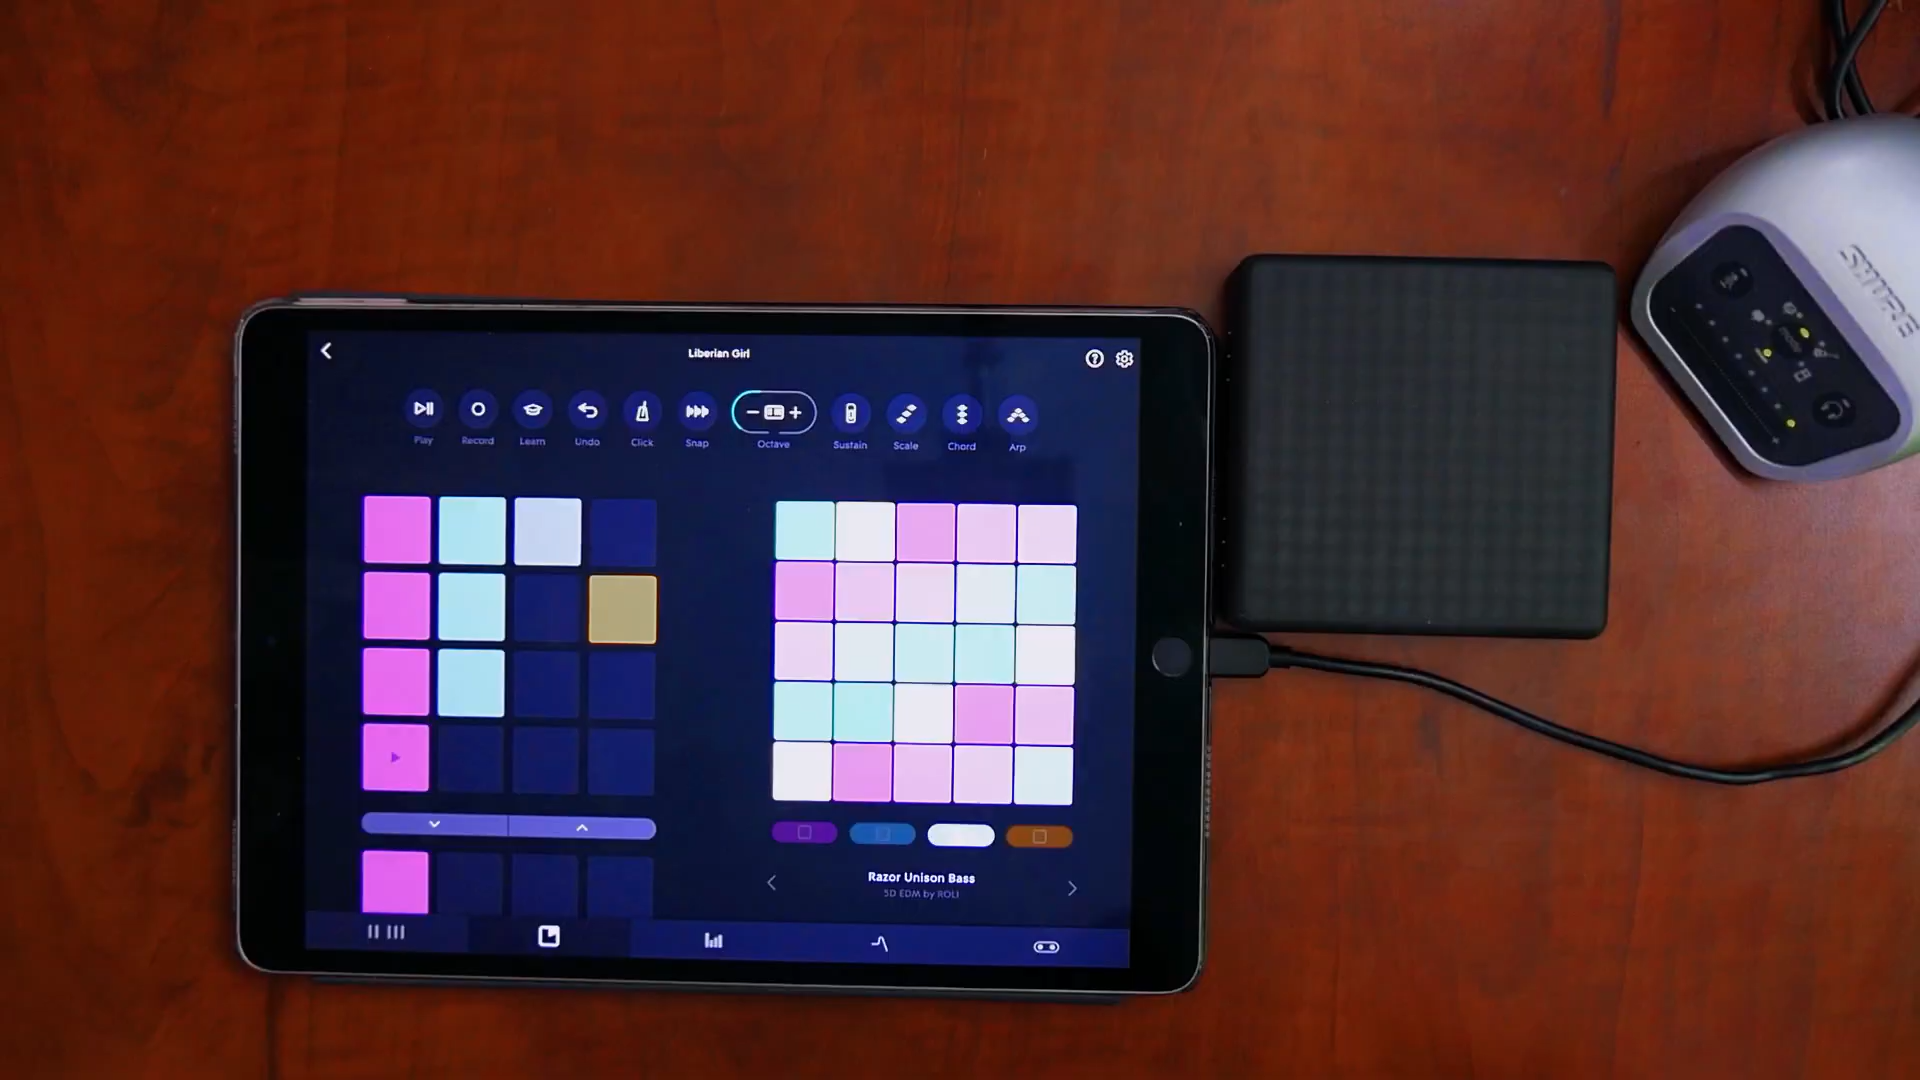 Liberian Girl
Play
Record
Learn
Undo
Click
Snap
Octave
Sustain
Scale
Chord
Arp
Razor Unison Bass
5D EDM by ROLI
SHURE